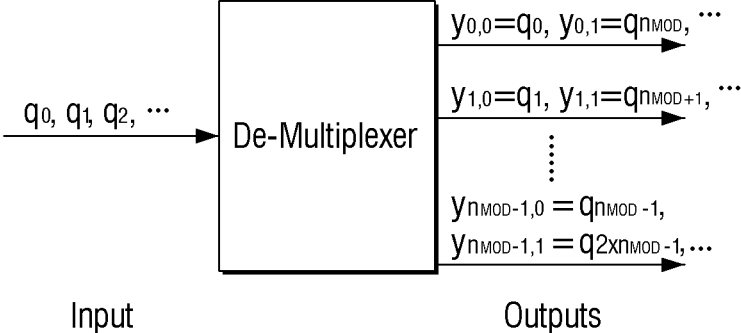 y0,0=q0, y0,1=qnMOD, ...
y1,0=q1, y1,1=qnMOD+1, ...
q0, q1, q2, ...
De-Multiplexer
ynMOD-1,0 = qnMOD -1,
ynMOD-1,1 = q2xnMOD -1, ...
Input
Outputs